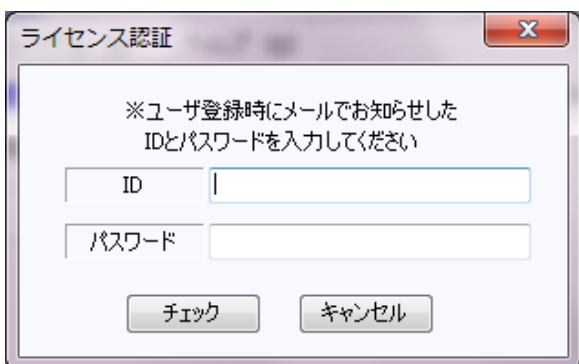 ライセンス認証
※ユーザ登録時にメールでお知らせした
IDとパスワードを入力してください
ID
パスワード
チェック
キャンセル